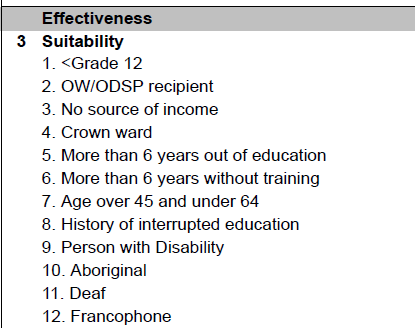 Effectiveness
3 Suitability
1. <Grade 12
2. OW/ODSP recipient
3. No source of income
4. Crown ward
5. More than 6 years out of education
6. More than 6 years without training
7. Age over 45 and under 64
8. History of interrupted education
9. Person with Disability
10. Aboriginal
11. Deaf
12. Francophone